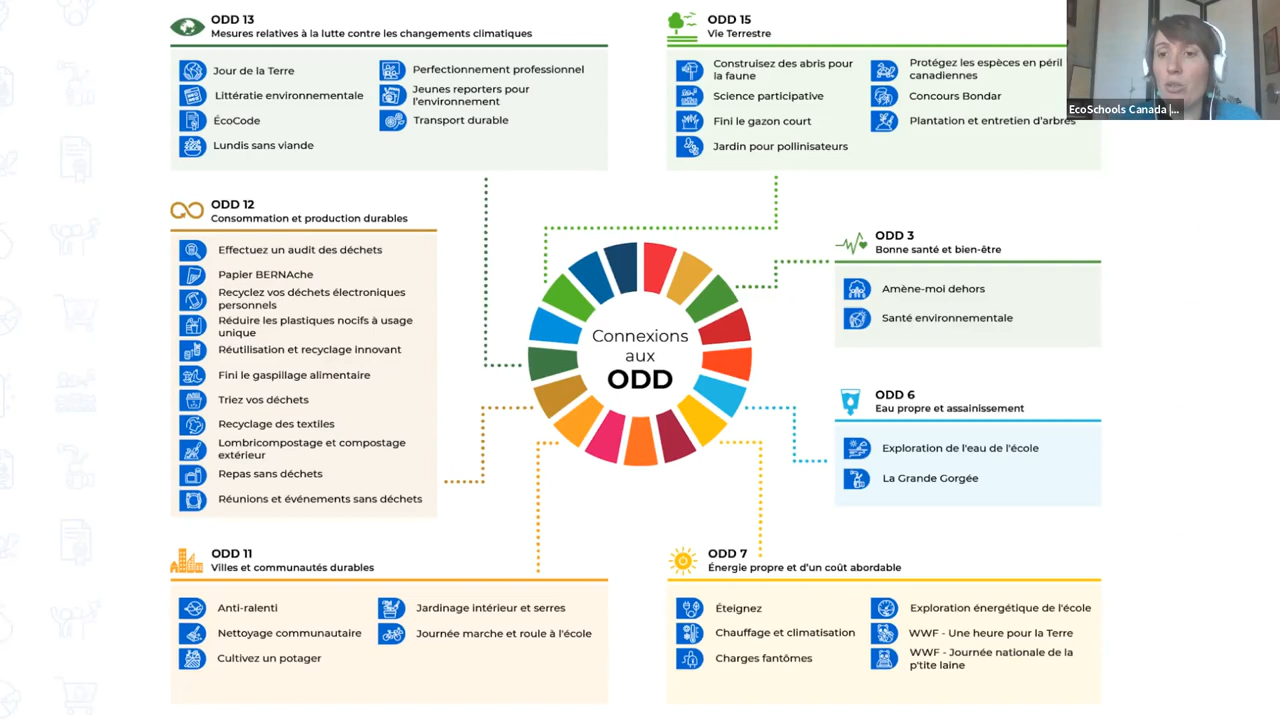 ODD 13
Mesures relatives à la lutte contre les changements climatiques
Jour de la Terre
Littératie environnementale
ÉcoCode
Lundis sans viande
Perfectionnement professionnel
Jeunes reporters pour
l'environnement
Transport durable
ODD 15
Vie Terrestre
Construisez des abris pour
la faune
Science participative
Fini le gazon court
Jardin pour pollinisateurs
Protégez les espèces en péril
canadiennes
Concours Bondar
Plantation et entretien d'arbres
EcoSchools Canada |...
ODD 12
Consommation et production durables
Effectuez un audit des déchets
Papier BERNAche
Recyclez vos déchets électroniques
personnels
Réduire les plastiques nocifs à usage
unique
Réutilisation et recyclage innovant
Fini le gaspillage alimentaire
Triez vos déchets
Recyclage des textiles
Lombricompostage et compostage
extérieur
Repas sans déchets
Réunions et événements sans déchets
Connexions
aux
ODD
ODD 3
Bonne santé et bien-être
Amène-moi dehors
Santé environnementale
ODD 6
Eau propre et assainissement
Exploration de l'eau de l'école
La Grande Gorgée
ODD 11
Villes et communautés durables
Anti-ralenti
Nettoyage communautaire
Cultivez un potager
Jardinage intérieur et serres
Journée marche et roule à l'école
ODD 7
Énergie propre et d'un coût abordable
Éteignez
Chauffage et climatisation
Charges fantômes
Exploration énergétique de l'école
WWF - Une heure pour la Terre
WWF - Journée nationale de la
p'tite laine